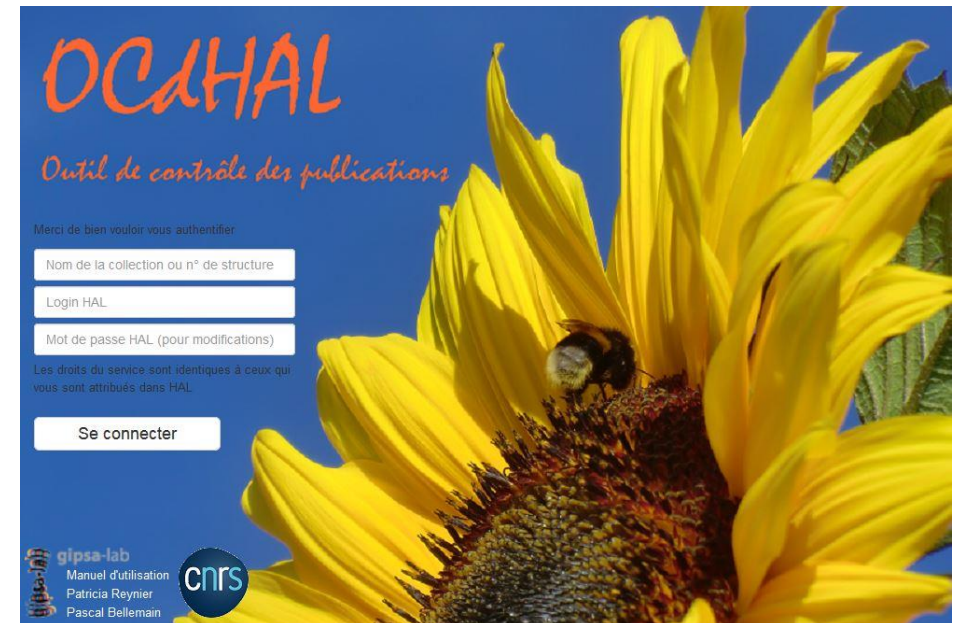 OCdHAL
Outil de contrôle des publications
Merci de bien vouloir vous authentifier
Nom de la collection ou n° de structure
Login HAL
Mot de passe HAL (pour modifications)
Les droits du service sont identiques à ceux qui
vous sont attribués dans HAL
Se connecter
gipsa-lab
gipsa-lab
Manuel d'utilisation
Patricia Reynier
Pascal Bellemain
cnrs